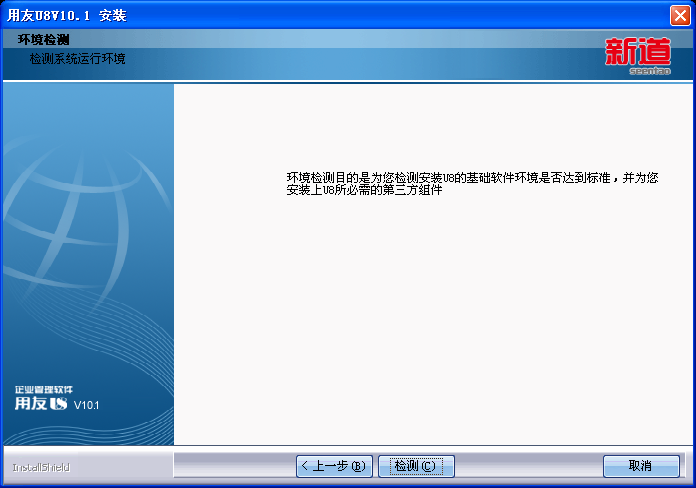 用友U8V10.1 安装
环境检测
检测系统运行环境
新道
seentao
环境检测目的是为您检测安装U8的基础软件环境是否达到标准，并为您
安装上U8所必需的第三方组件
企业管理软件
用友U8 V10.1
InstallShield
< 上一步(B)
检测(C)
取消